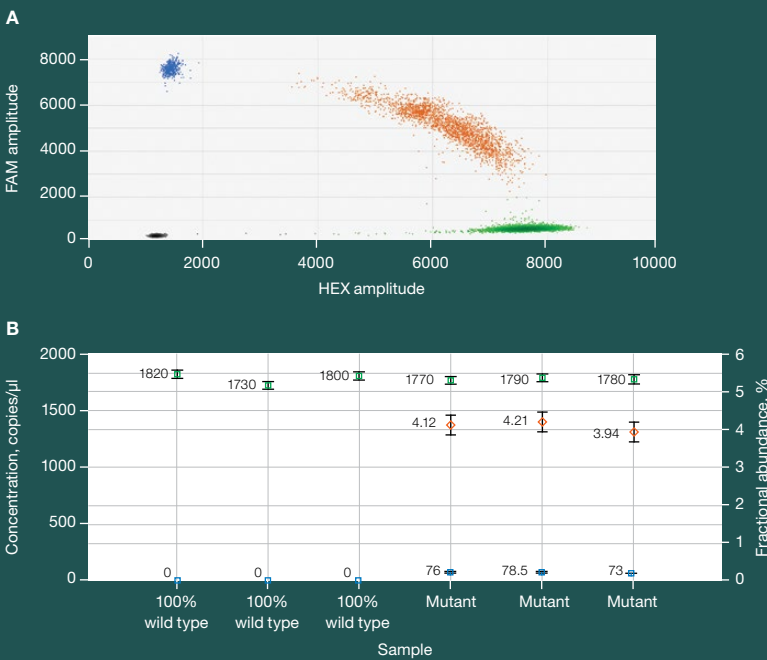 A
FAM amplitude
8000
6000
4000
2000
0
0 2000 4000 6000 8000 10000
HEX amplitude
B
Concentration, copies/µl
2000
1500
1000
500
0
1820 1730 1800 1770 1790 1780
4.12 4.21 3.94
0 0 0 76 78.5 73
6
5
4
3
2
1
0
Fractional abundance, %
100% 100% 100% Mutant Mutant Mutant
wild type wild type wild type
Sample